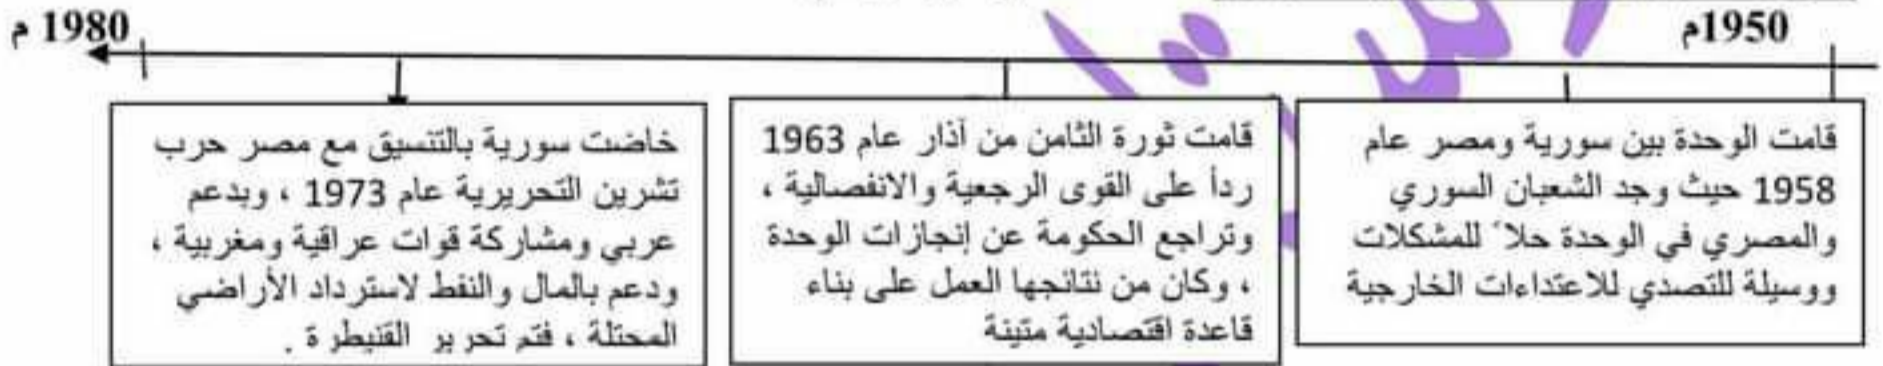 1950م
1980 م
قامت الوحدة بين سورية ومصر عام
1958 حيث وجد الشعبان السوري
والمصري في الوحدة حلاً للمشكلات
ووسيلة للتصدي للاعتداءات الخارجية
قامت ثورة الثامن من آذار عام 1963
رداً على القوى الرجعية والانفصالية ،
وتراجع الحكومة عن إنجازات الوحدة
، وكان من نتائجها العمل على بناء
قاعدة اقتصادية متينة
خاضت سورية بالتنسيق مع مصر حرب
تشرين التحريرية عام 1973 ، وبدعم
عربي ومشاركة قوات عراقية ومغربية ،
ودعم بالمال والنفط لاسترداد الأراضي
المحتلة ، فتم تحرير القنيطرة .